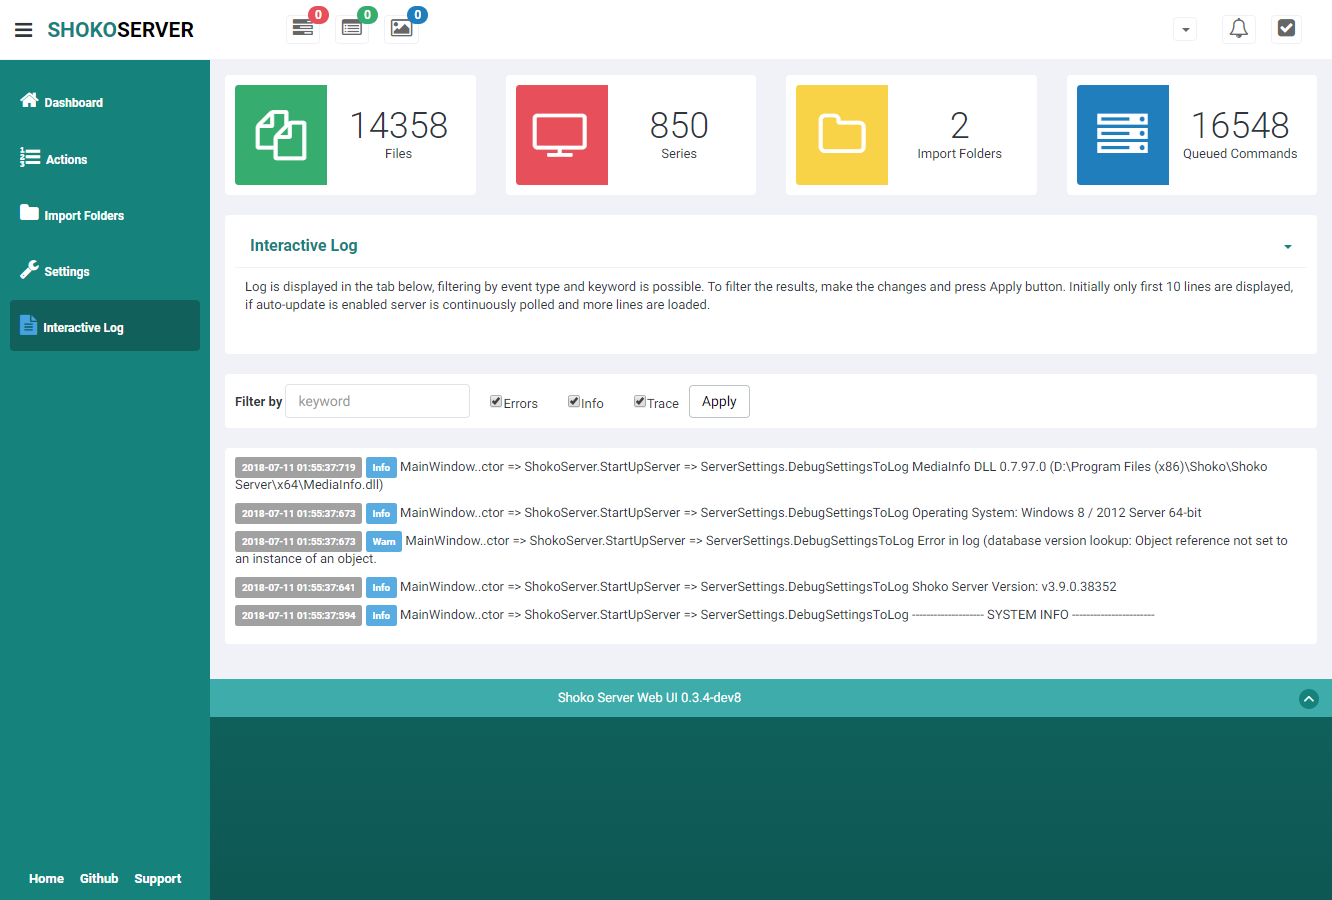 SHOKOSERVER
0
0
0
Dashboard
Actions
Import Folders
Settings
Interactive Log
Home Github Support
14358
Files
850
Series
2
Import Folders
16548
Queued Commands
Interactive Log
Log is displayed in the tab below, filtering by event type and keyword is possible. To filter the results, make the changes and press Apply button. Initially only first 10 lines are displayed,
if auto-update is enabled server is continuously polled and more lines are loaded.
Filter by keyword Errors Info Trace Apply
2018-07-11 01:55:37:719 Info MainWindow..ctor => ShokoServer.StartUpServer => ServerSettings.DebugSettingsToLog MediaInfo DLL 0.7.97.0 (D:\Program Files (x86)\Shoko\Shoko
Server\x64\MediaInfo.dll)
2018-07-11 01:55:37:673 Info MainWindow..ctor => ShokoServer.StartUpServer => ServerSettings.DebugSettingsToLog Operating System: Windows 8 / 2012 Server 64-bit
2018-07-11 01:55:37:673 Warn MainWindow..ctor => ShokoServer.StartUpServer => ServerSettings.DebugSettingsToLog Error in log (database version lookup: Object reference not set to
an instance of an object.
2018-07-11 01:55:37:641 Info MainWindow..ctor => ShokoServer.StartUpServer => ServerSettings.DebugSettingsToLog Shoko Server Version: v3.9.0.38352
2018-07-11 01:55:37:594 Info MainWindow..ctor => ShokoServer.StartUpServer => ServerSettings.DebugSettingsToLog -------------------- SYSTEM INFO -----------------------
Shoko Server Web UI 0.3.4-dev8